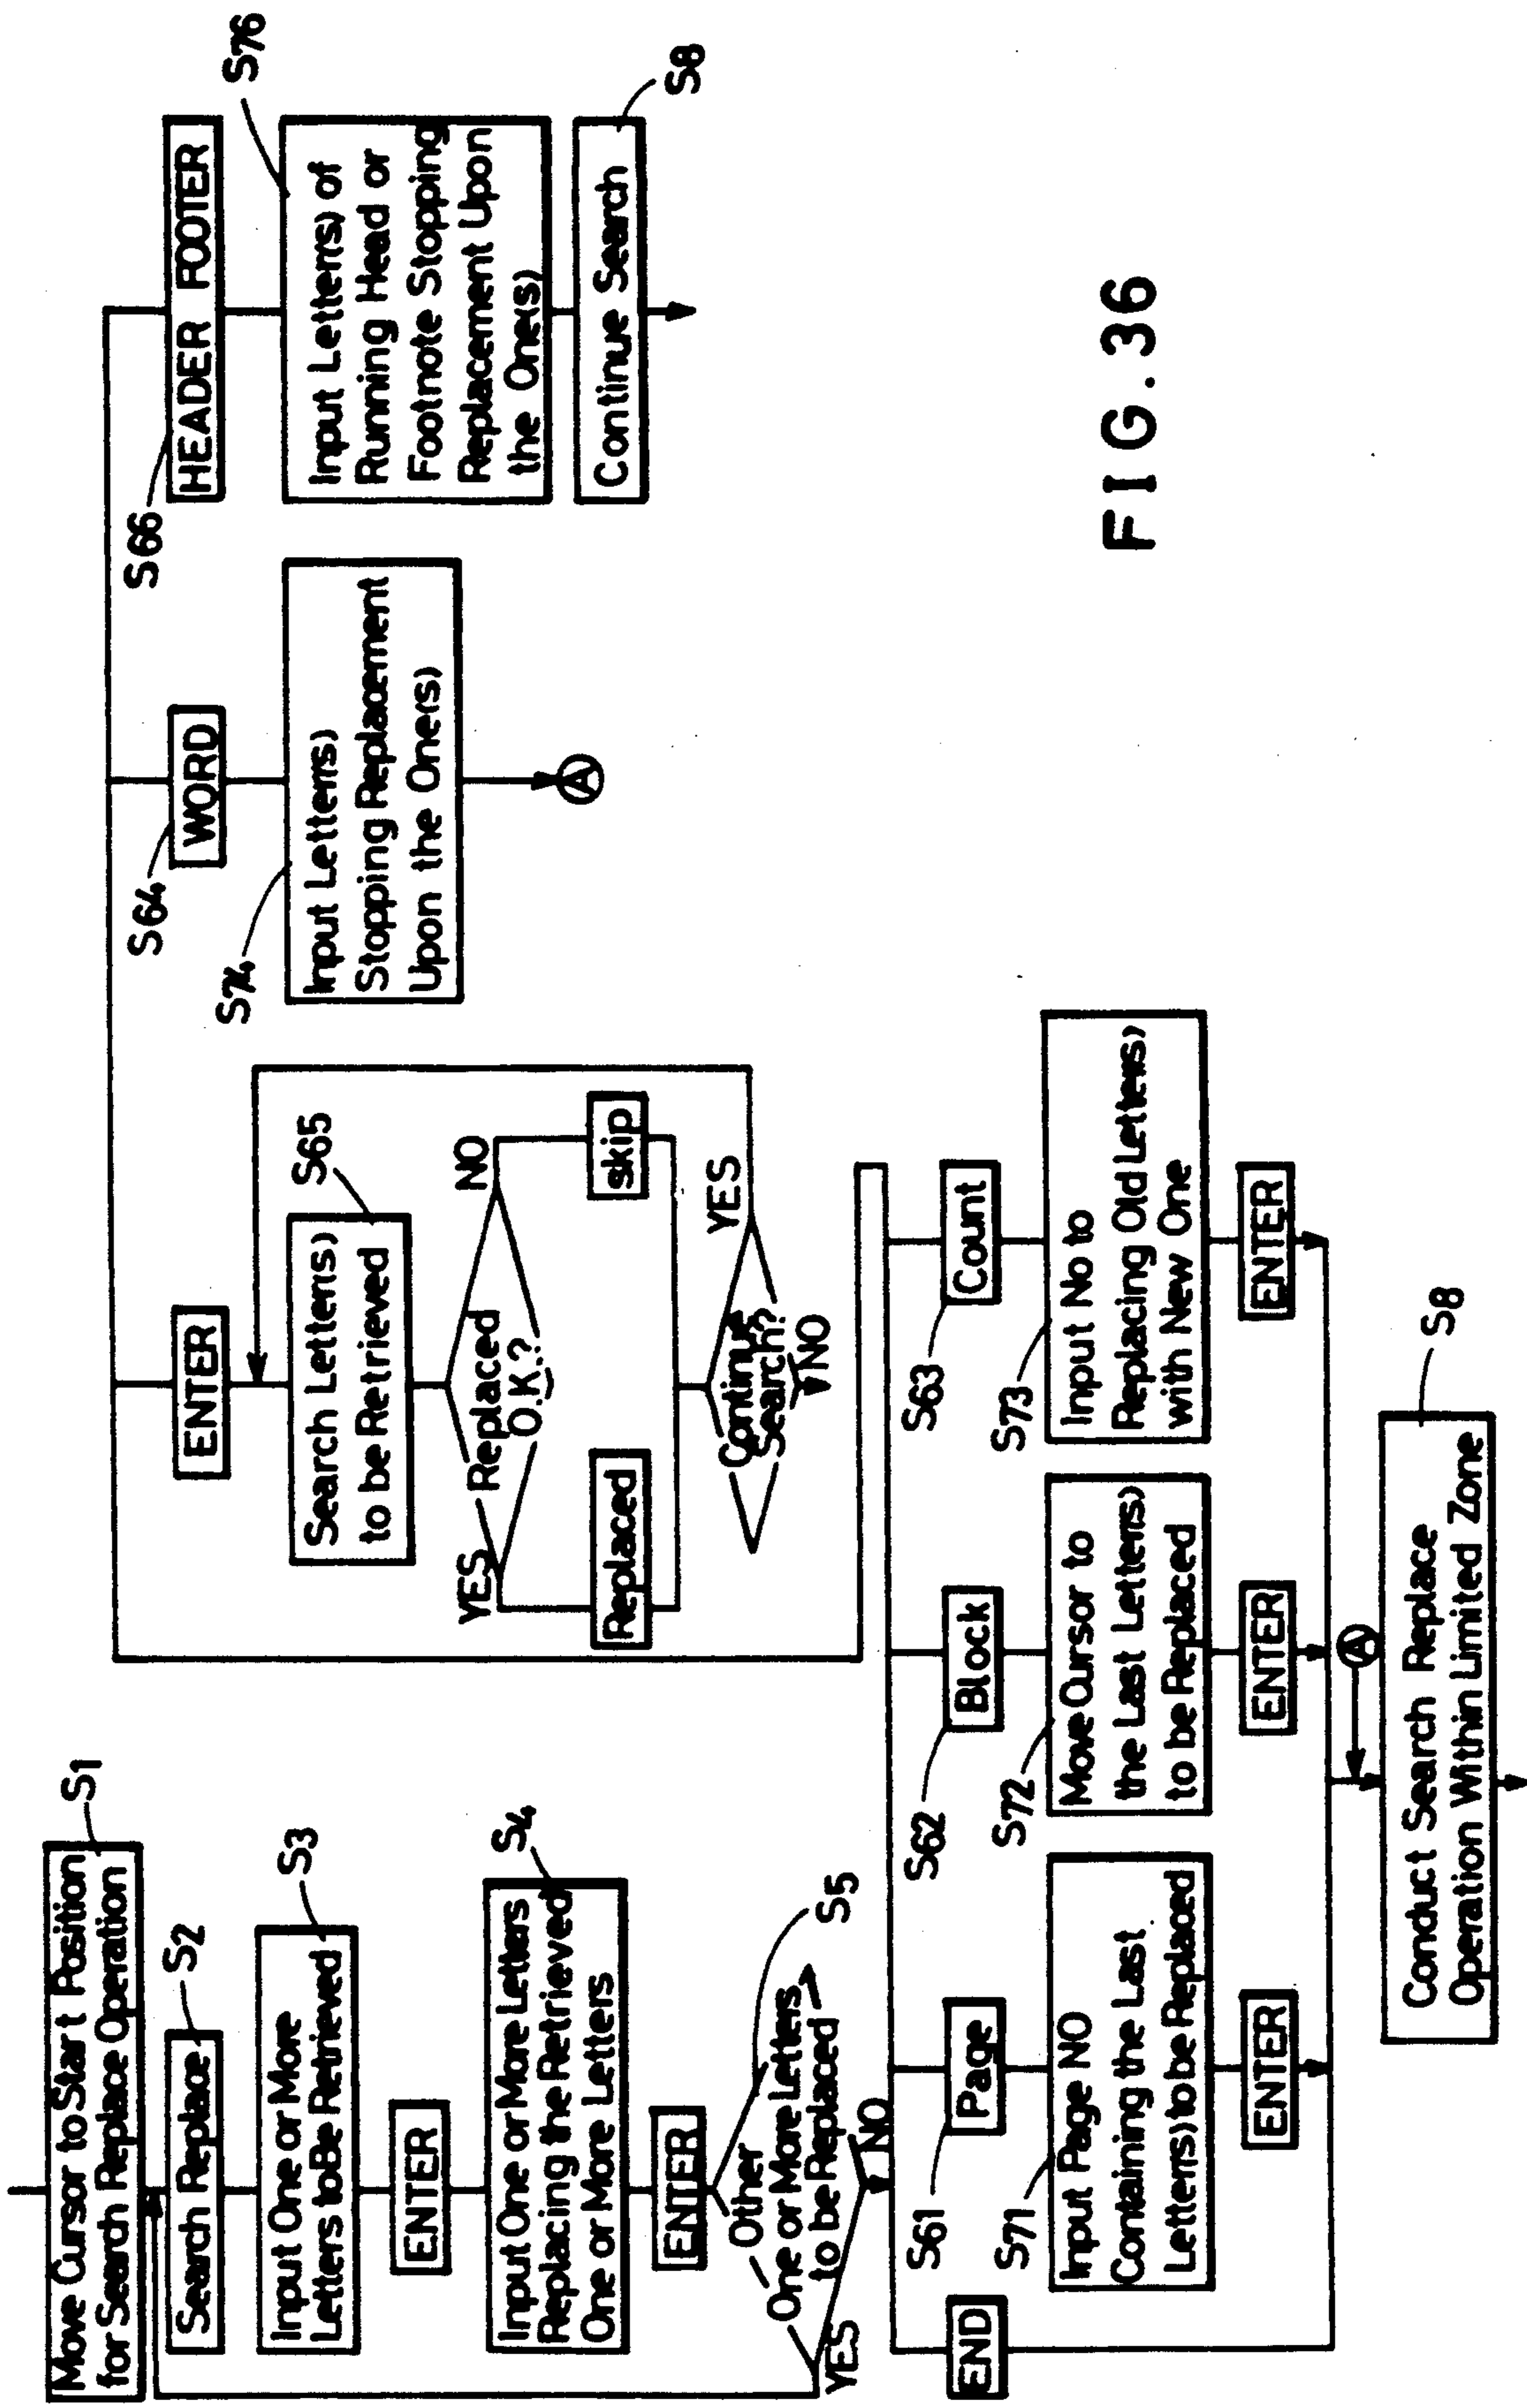 Move Cursor to Start Position
for Search Replace Operation
S1
Search Replace
S2
Input One or More
Letters to Be Retrieved
S3
ENTER
Input One or More Letters
Replacing the Retrieved
One or More Letters
S4
ENTER
Other
One or More Letters
to be Replaced
S5
YES
NO
END
S61
Page
S71
Input Page NO
Containing the Last
Letter(s) to be Replaced
ENTER
S62
Block
S72
Move Cursor to
the Last Letter(s)
to be Replaced
ENTER
S63
Count
S73
Input No to
Replacing Old Letter(s)
with New One
ENTER
A
Conduct Search Replace
Operation Within Limited Zone
S8
ENTER
Search Letter(s)
to be Retrieved
S65
YES
Replaced
O.K.?
NO
Replaced
skip
Continue
Search?
YES
NO
S64
WORD
S74
Input Letter(s)
Stopping Replacement
Upon the One(s)
A
S66
HEADER FOOTER
S76
Input Letter(s) of
Running Head or
Footnote Stopping
Replacement Upon
the One(s)
Continue Search
S8
FIG. 36